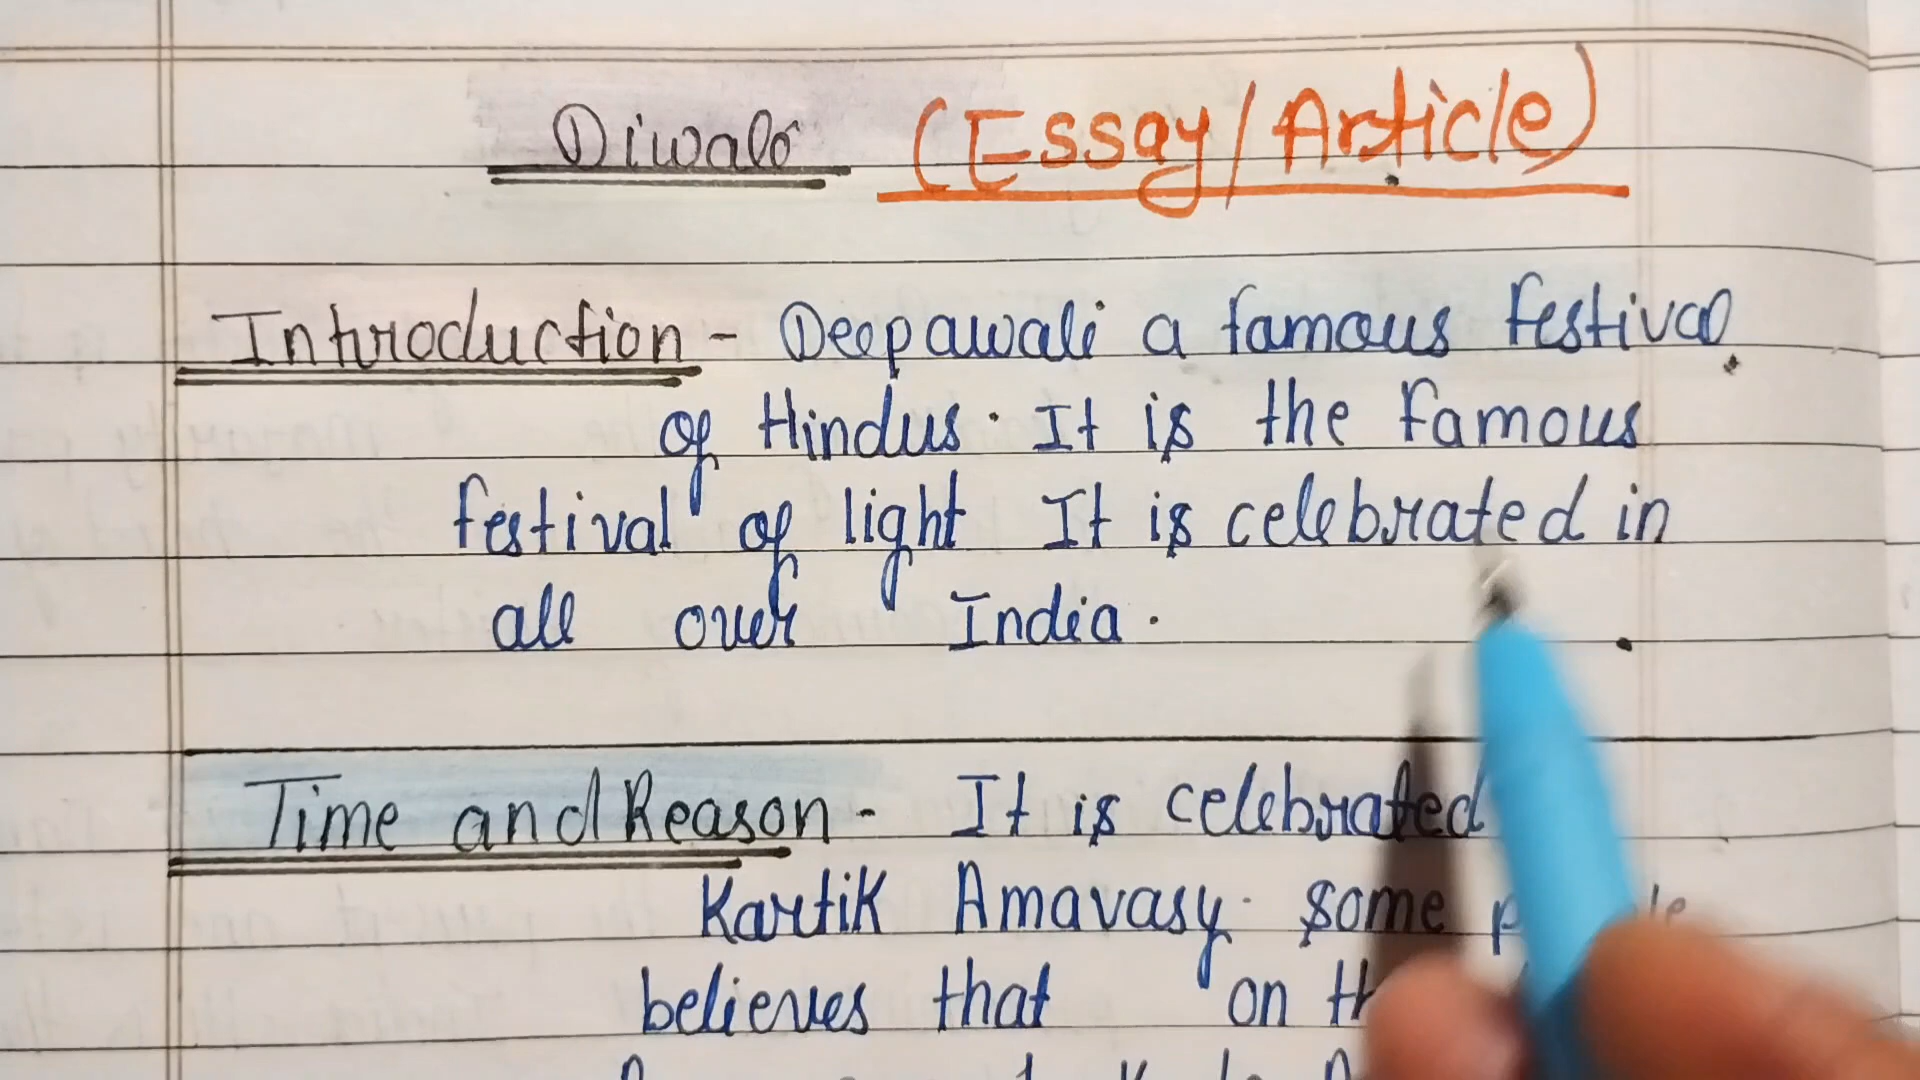 Diwali (Essay/Article)
Introduction - Deepawali a famous festival
of Hindus. It is the famous
festival of light It is celebrated in
all over India.
Time and Reason - It is celebrated
Kartik Amavasy. some
believes that on